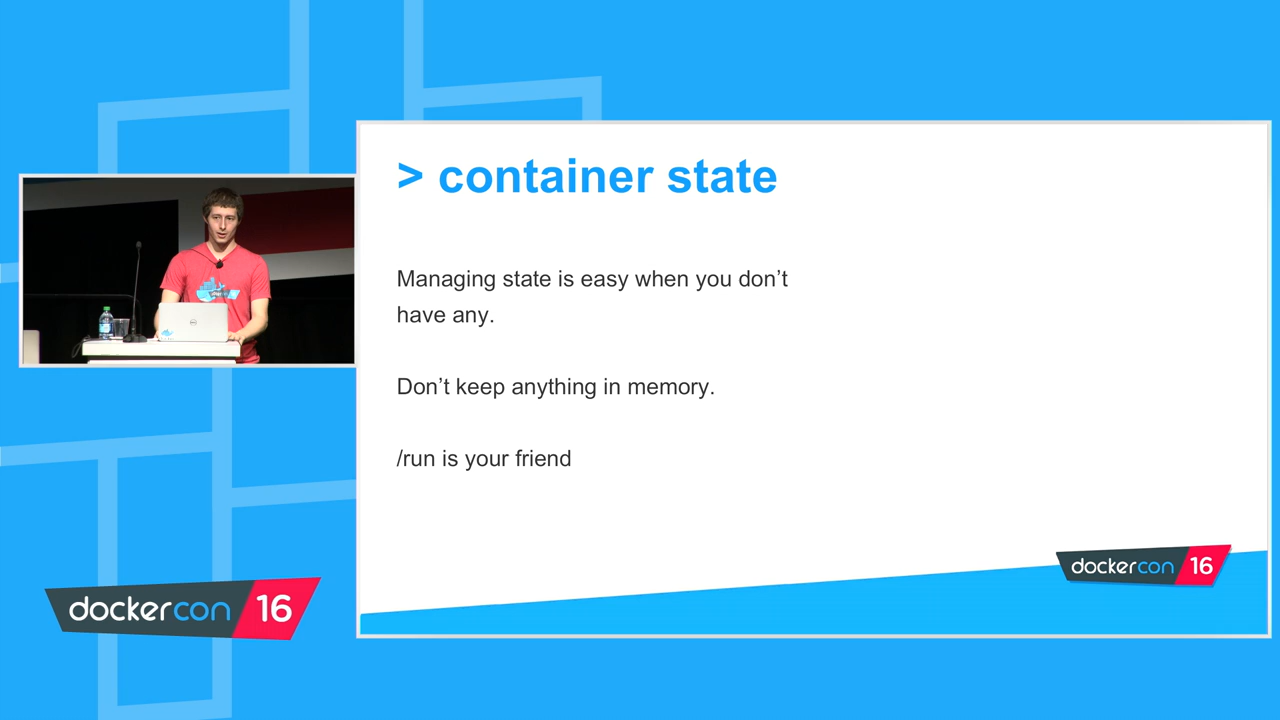 > container state
Managing state is easy when you don’t
have any.
Don’t keep anything in memory.
/run is your friend
dockercon 16
dockercon 16